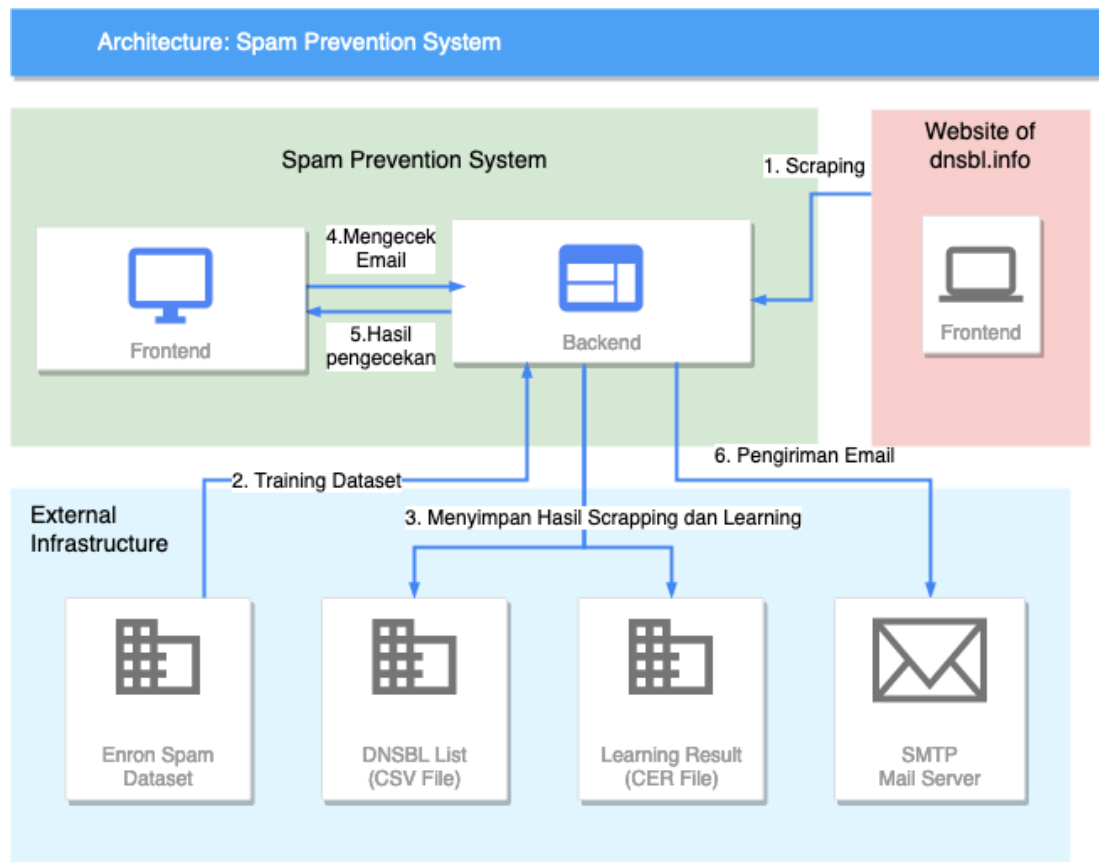 Architecture: Spam Prevention System
Spam Prevention System
Website of
dnsbl.info
1. Scraping
4.Mengecek
Email
5.Hasil
pengecekan
Frontend
Backend
Frontend
6. Pengiriman Email
2. Training Dataset
3. Menyimpan Hasil Scrapping dan Learning
External
Infrastructure
Enron Spam
Dataset
DNSBL List
(CSV File)
Learning Result
(CER File)
SMTP
Mail Server